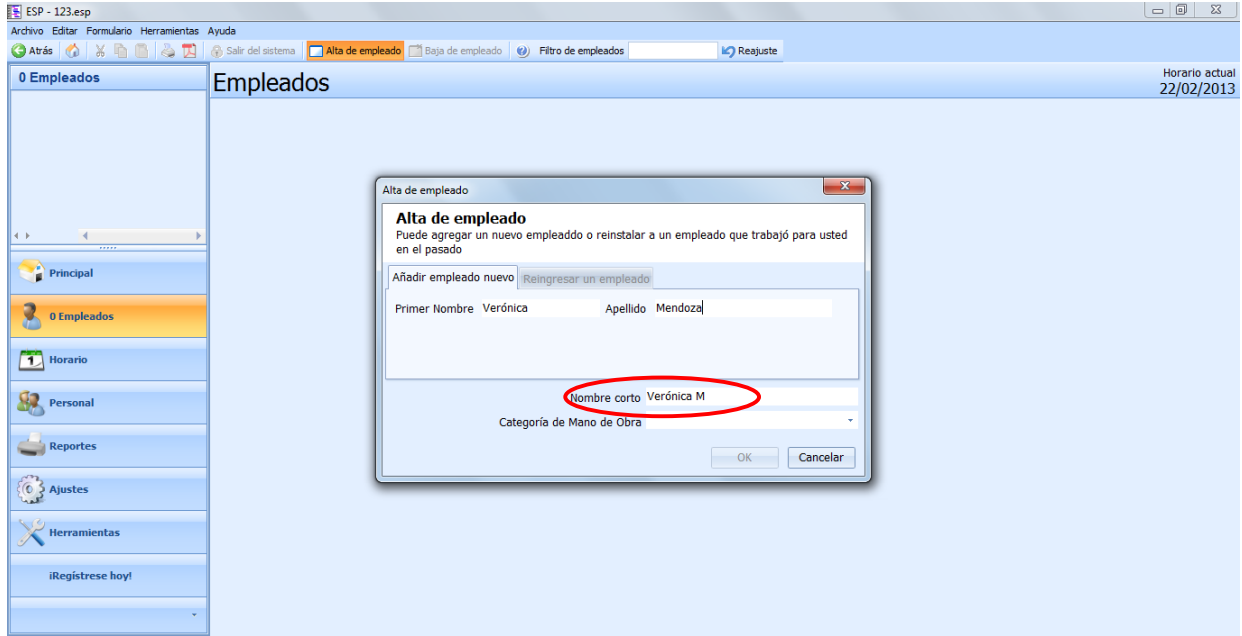 ESP - 123.esp
Archivo Editar Formulario Herramientas Ayuda
Atrás Salir del sistema Alta de empleado Baja de empleado Filtro de empleados Reajuste
0 Empleados
Empleados
Horario actual
22/02/2013
Alta de empleado
Alta de empleado
Puede agregar un nuevo empleaddo o reinstalar a un empleado que trabajó para usted
en el pasado
Añadir empleado nuevo Reingresar un empleado
Primer Nombre Verónica Apellido Mendoza
Nombre corto Verónica M
Categoría de Mano de Obra
OK Cancelar
Principal
0 Empleados
1 Horario
Personal
Reportes
Ajustes
Herramientas
¡Regístrese hoy!